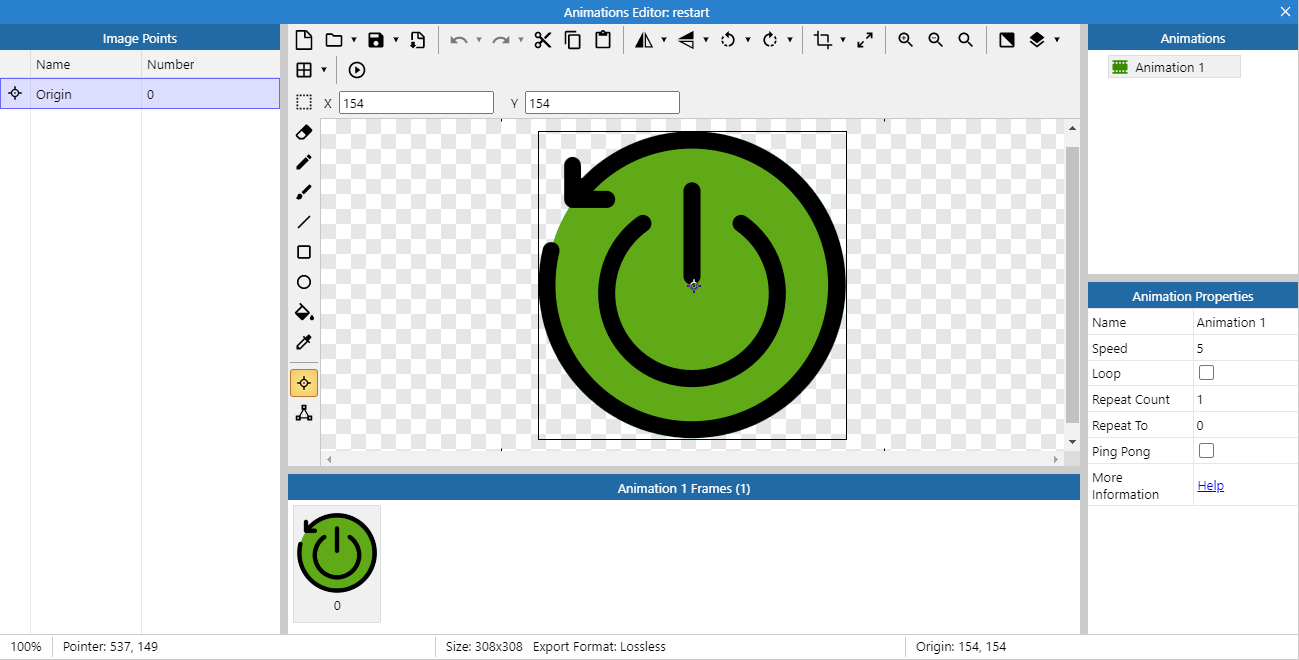 Animations Editor: restart
Image Points
Name Number
Origin 0
X 154 Y 154
Animation 1 Frames (1)
0
Animations
Animation 1
Animation Properties
Name Animation 1
Speed 5
Loop
Repeat Count 1
Repeat To 0
Ping Pong
More
Information Help
100% Pointer: 537, 149 Size: 308x308 Export Format: Lossless Origin: 154, 154